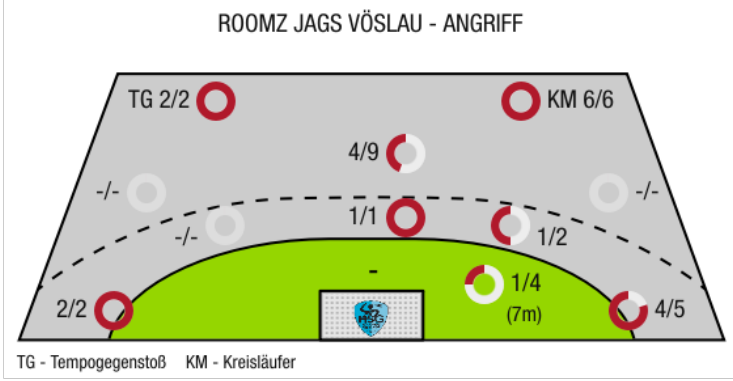 ROOMZ JAGS VÖSLAU - ANGRIFF
TG 2/2
KM 6/6
4/9
-/-
-/-
1/1
-/-
1/2
-
1/4
(7m)
2/2
4/5
HSG
TG - Tempogegenstoß KM - Kreisläufer